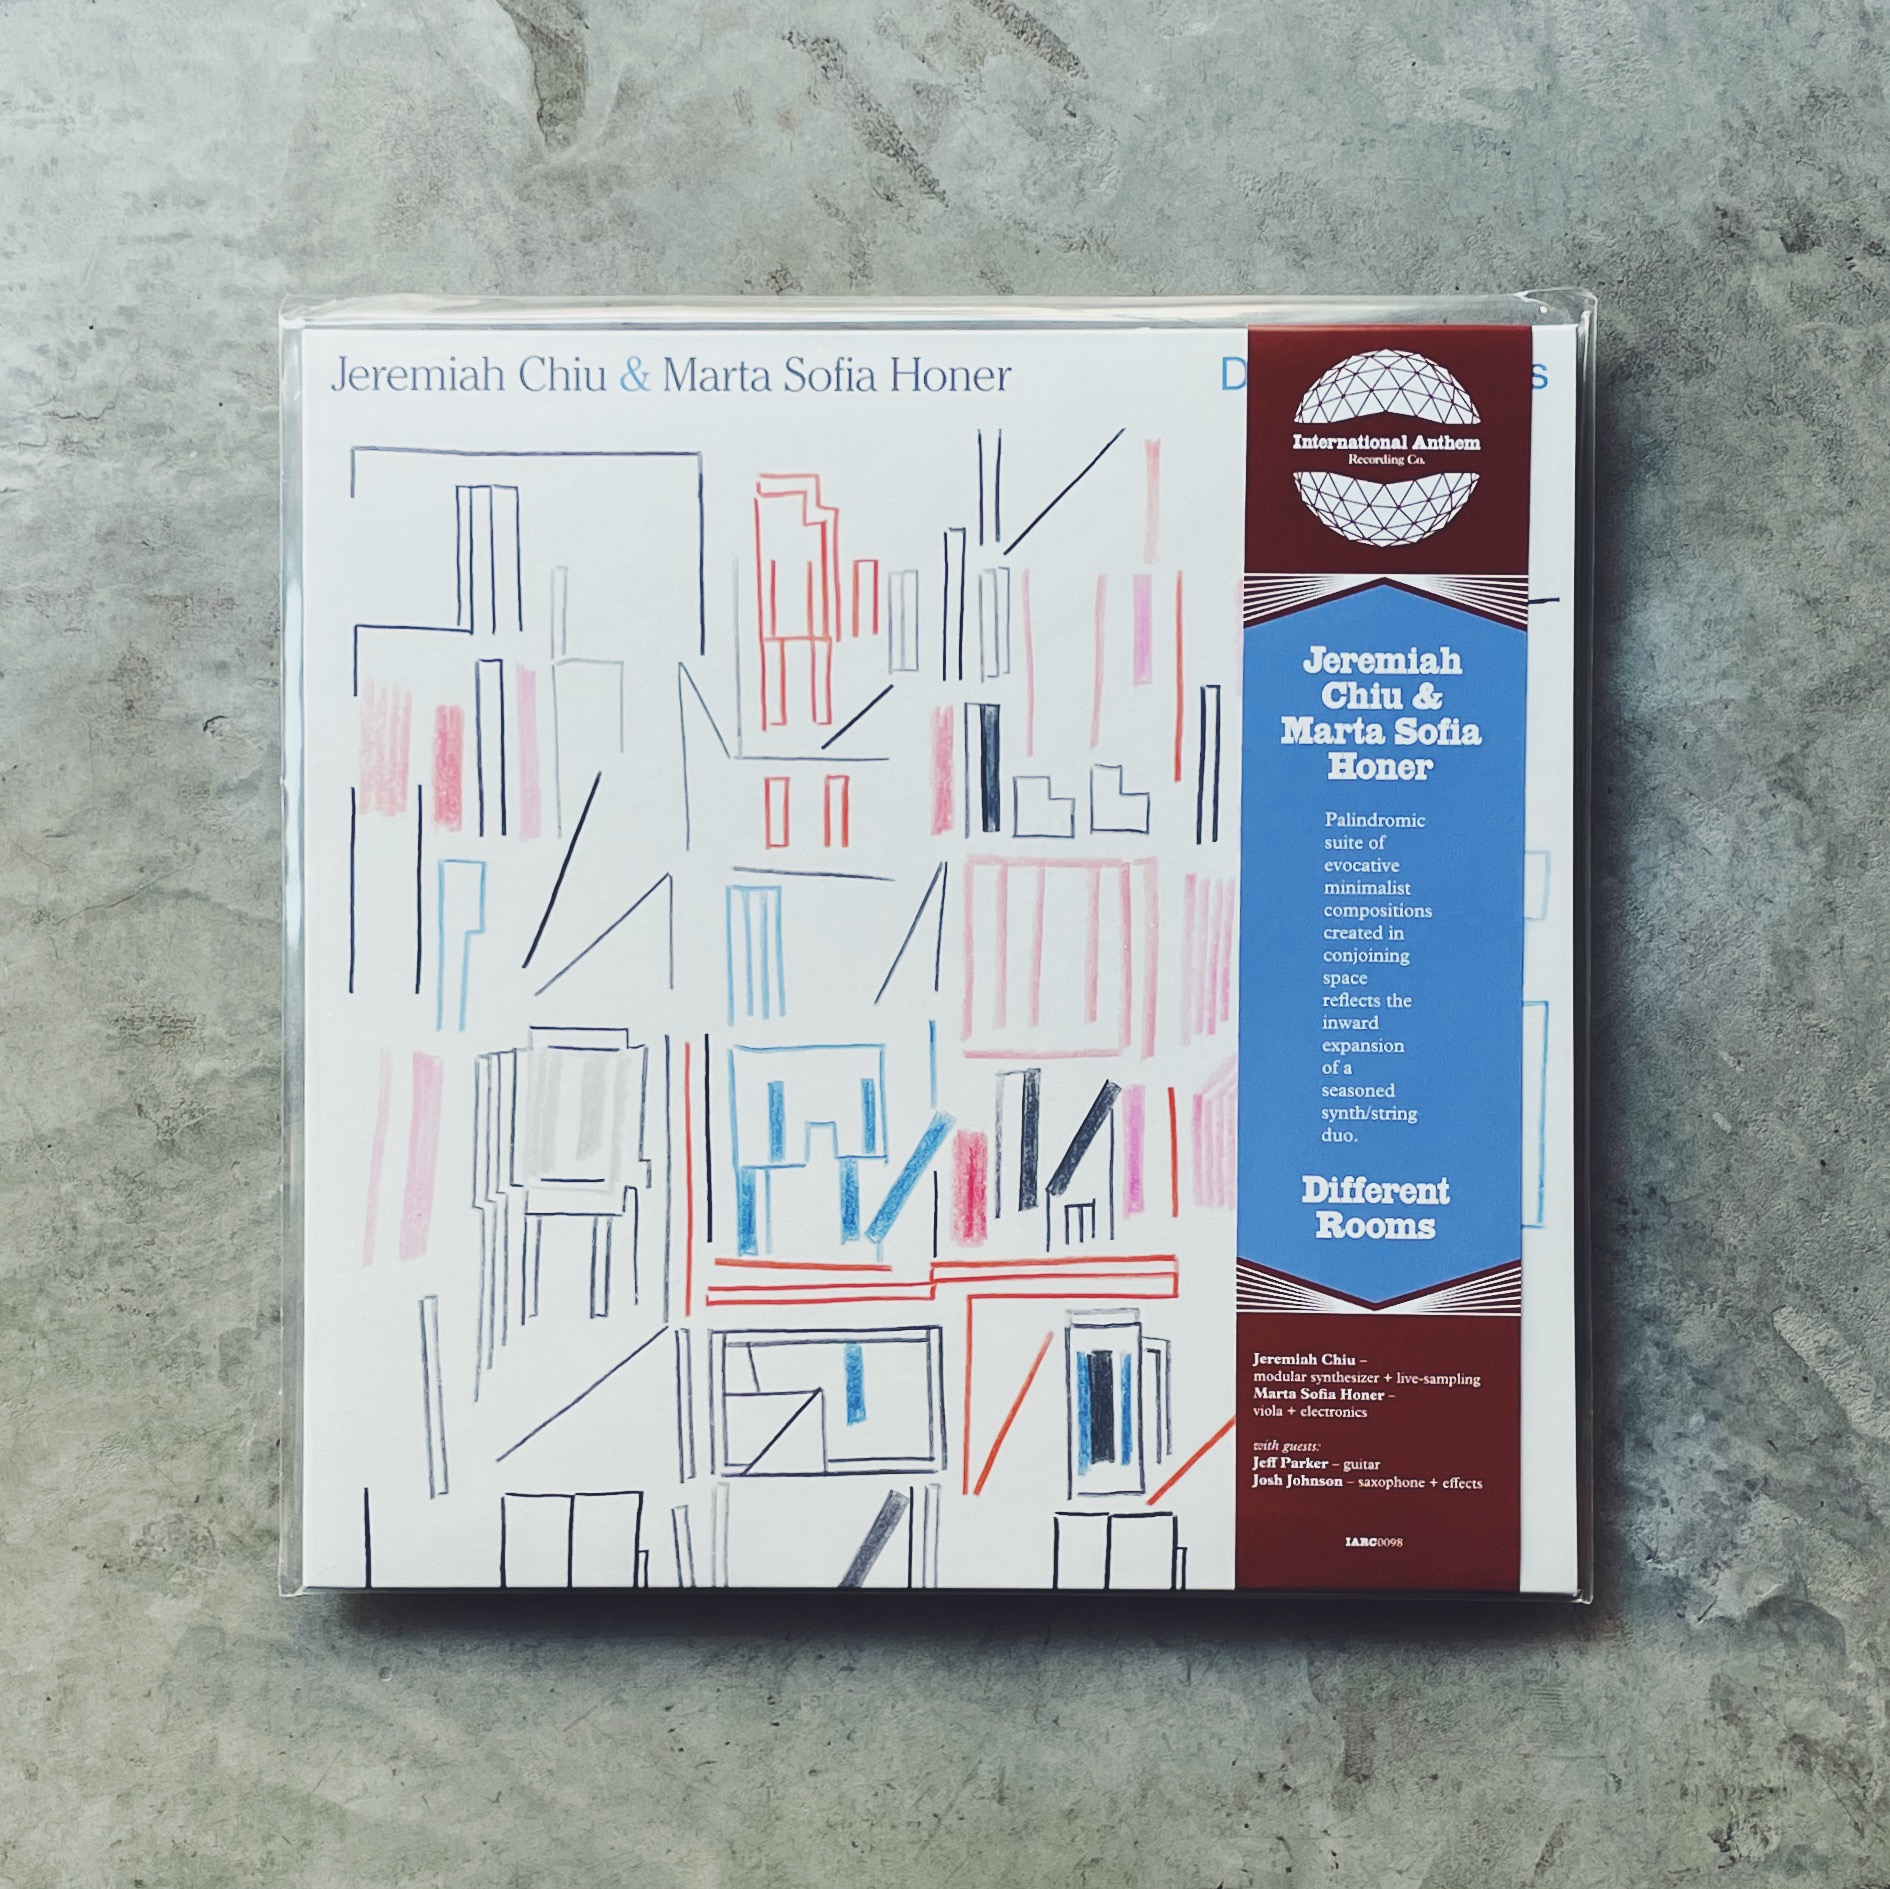 Jeremiah Chiu & Marta Sofia Honer
International Anthem
Recording Co.
Jeremiah
Chiu &
Marta Sofia
Honer
Palindromic
suite of
evocative
minimalist
compositions
created in
conjoining
space
reflects the
inward
expansion
of a
seasoned
synth/string
duo.
Different
Rooms
Jeremiah Chiu –
modular synthesizer + live-sampling
Marta Sofia Honer –
viola + electronics
with guests:
Jeff Parker – guitar
Josh Johnson – saxophone + effects
IARC0098